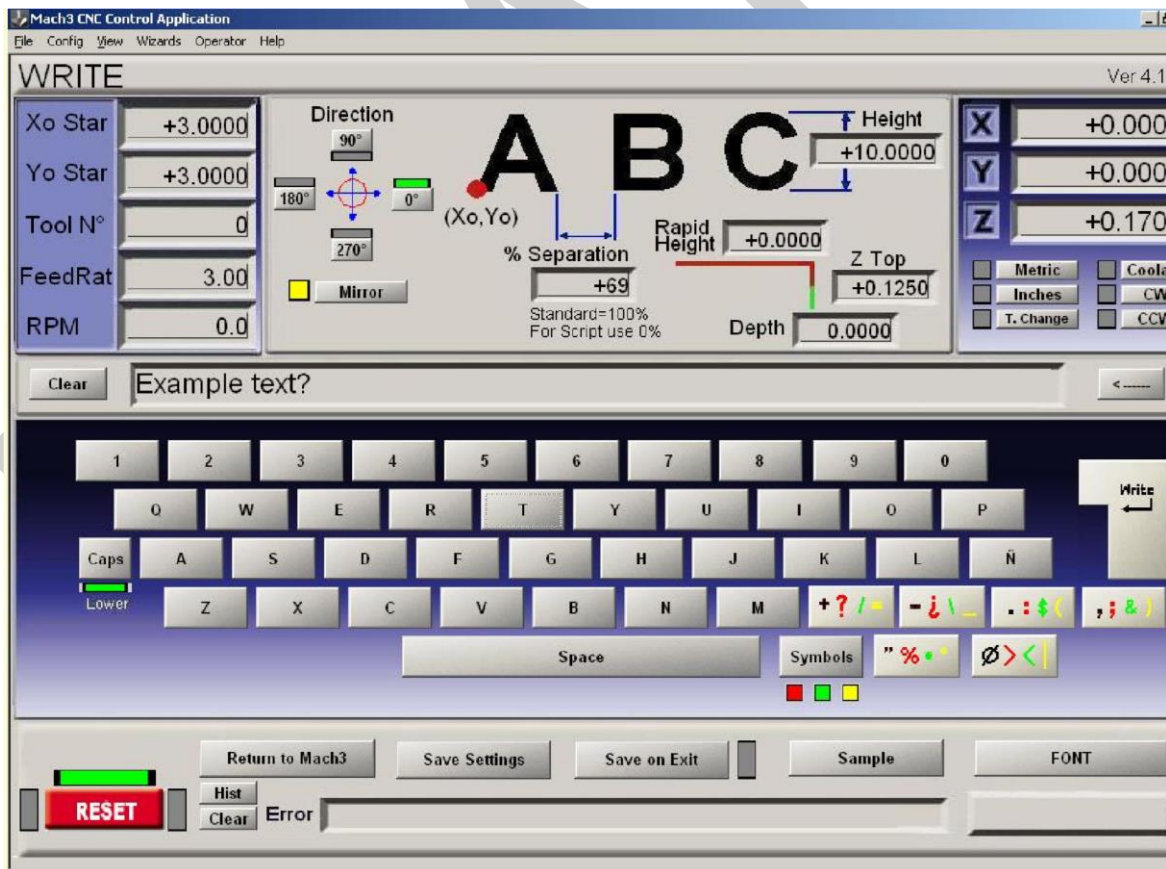 Mach3 CNC Control Application
File Config View Wizards Operator Help
WRITE
Ver 4.1
Xo Star +3.0000
Yo Star +3.0000
Tool N° 0
FeedRat 3.00
RPM 0.0
Direction
90°
180°
0°
270°
Mirror
A B C
(Xo,Yo)
Height
+10.0000
% Separation
+69
Standard=100%
For Script use 0%
Rapid
Height +0.0000
Z Top
+0.1250
Depth 0.0000
X +0.000
Y +0.000
Z +0.170
Metric Coola
Inches CW
T. Change CCW
Clear Example text? <------
1 2 3 4 5 6 7 8 9 0
Q W E R T Y U I O P
Write
Caps A S D F G H J K L Ñ
Lower
Z X C V B N M + ? / = - ¿ \ _ . : $ ( , ; & )
Space Symbols " % • ° Ø > < |
Return to Mach3 Save Settings Save on Exit Sample FONT
RESET
Hist
Clear Error